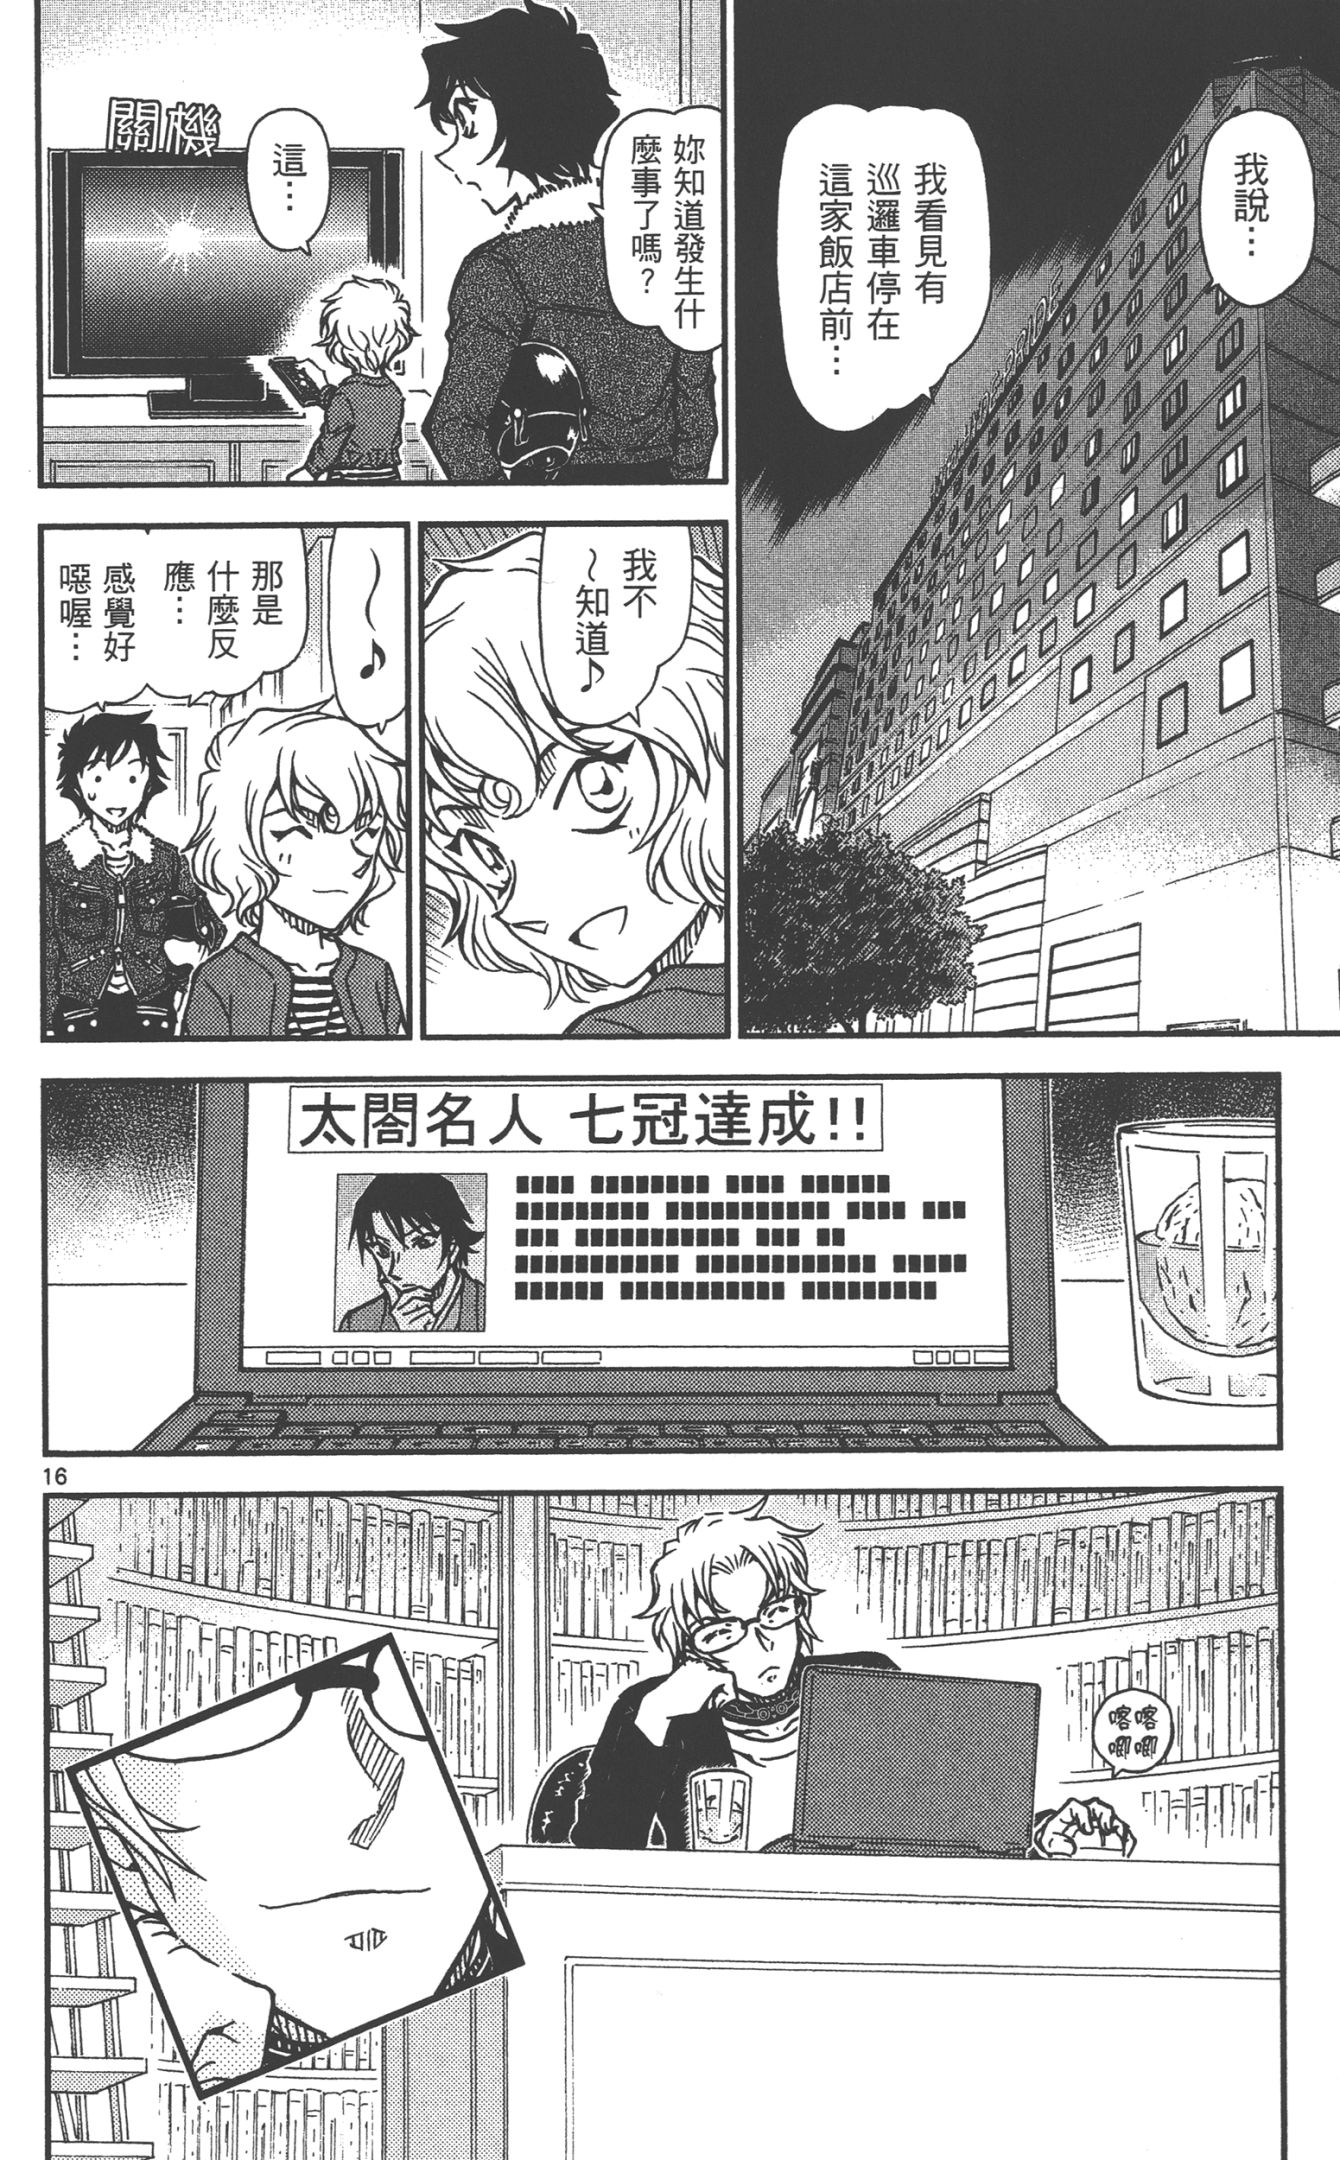 我說…
我看見有
巡邏車停在
這家飯店前…
妳知道發生什
麼事了嗎？
這…
關機
我不
～知道♪
～♪
那是
什麼反
應…
感覺好
噁喔…
太閤名人 七冠達成!!
16
喀唧
喀唧